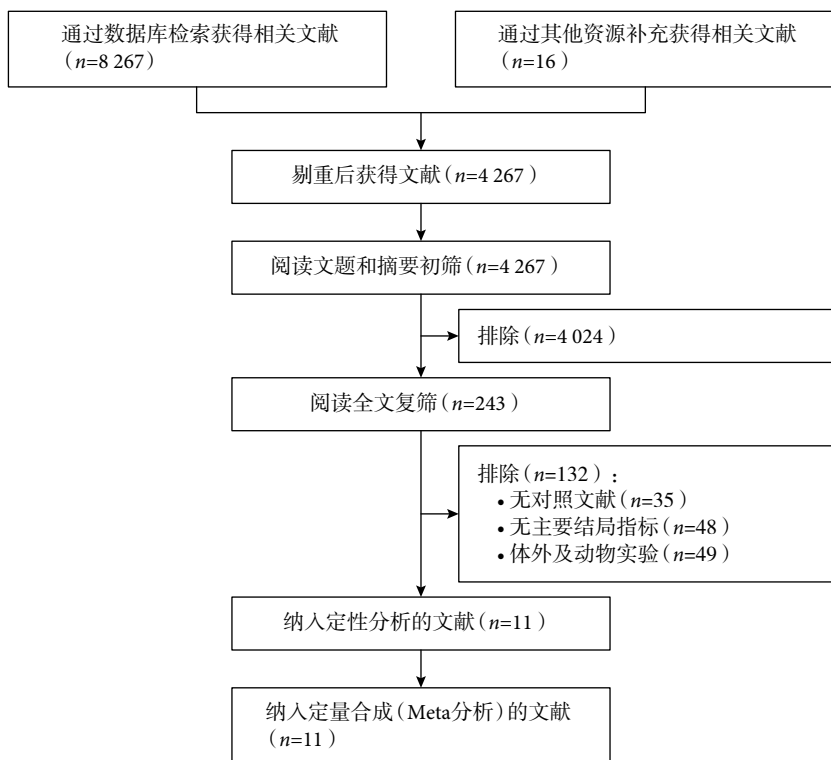 通过数据库检索获得相关文献
(n=8 267)
通过其他资源补充获得相关文献
(n=16)
剔重后获得文献(n=4 267)
阅读文题和摘要初筛(n=4 267)
排除(n=4 024)
阅读全文复筛(n=243)
排除(n=132):
• 无对照文献(n=35)
• 无主要结局指标(n=48)
• 体外及动物实验(n=49)
纳入定性分析的文献(n=11)
纳入定量合成(Meta分析)的文献
(n=11)